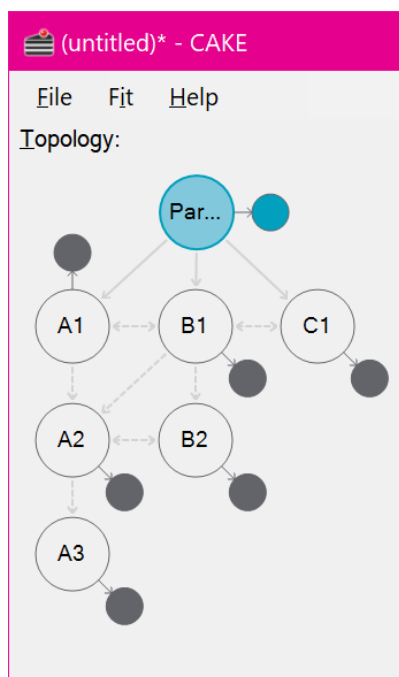 (untitled)* - CAKE
File Fit Help
Topology:
Par...
A1 B1 C1
A2 B2
A3